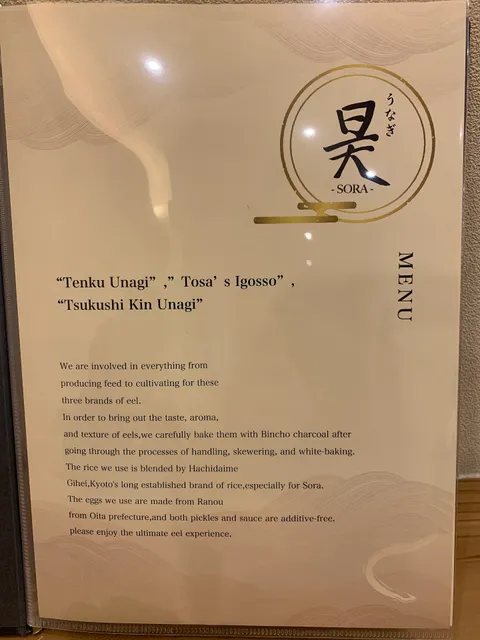 うなぎ
昊
- SORA -
MENU
“Tenku Unagi” ,” Tosa’ s Igosso” ,
“Tsukushi Kin Unagi”
We are involved in everything from
producing feed to cultivating for these
three brands of eel.
In order to bring out the taste, aroma,
and texture of eels,we carefully bake them with Bincho charcoal after
going through the processes of handling, skewering, and white-baking.
The rice we use is blended by Hachidaime
Gihei,Kyoto's long established brand of rice,especially for Sora.
The eggs we use are made from Ranou
from Oita prefecture,and both pickles and sauce are additive-free.
please enjoy the ultimate eel experience.